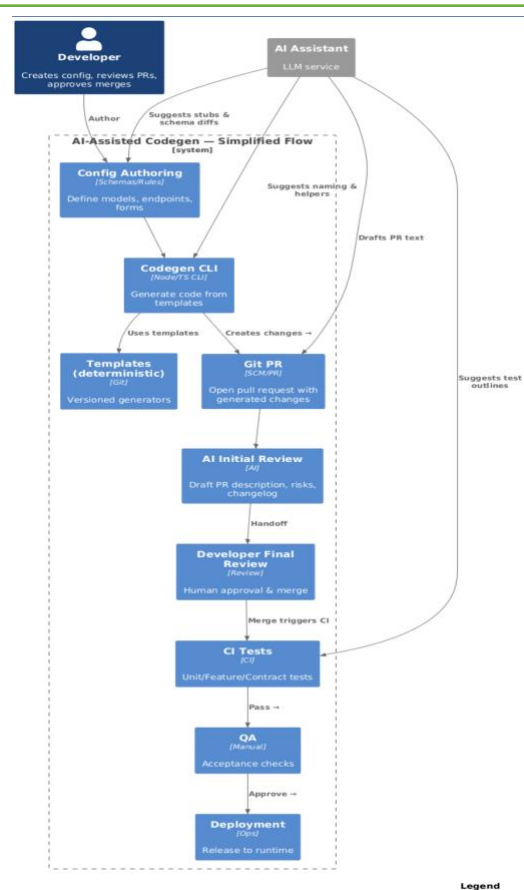 Developer
Creates config, reviews PRs,
approves merges
AI Assistant
LLM service
Author
Suggests stubs &
schema diffs
AI-Assisted Codegen — Simplified Flow
[system]
Config Authoring
[Schemas/Rules]
Define models, endpoints,
forms
Suggests naming &
helpers
Drafts PR text
Codegen CLI
[Node/TS CLI]
Generate code from
templates
Uses templates
Creates changes →
Templates
(deterministic)
[Git]
Versioned generators
Git PR
[SCM/PR]
Open pull request with
generated changes
Suggests test
outlines
AI Initial Review
[AI]
Draft PR description, risks,
changelog
Handoff
Developer Final
Review
[Review]
Human approval & merge
Merge triggers CI
CI Tests
[CI]
Unit/Feature/Contract tests
Pass →
QA
[Manual]
Acceptance checks
Approve →
Deployment
[Ops]
Release to runtime
Legend